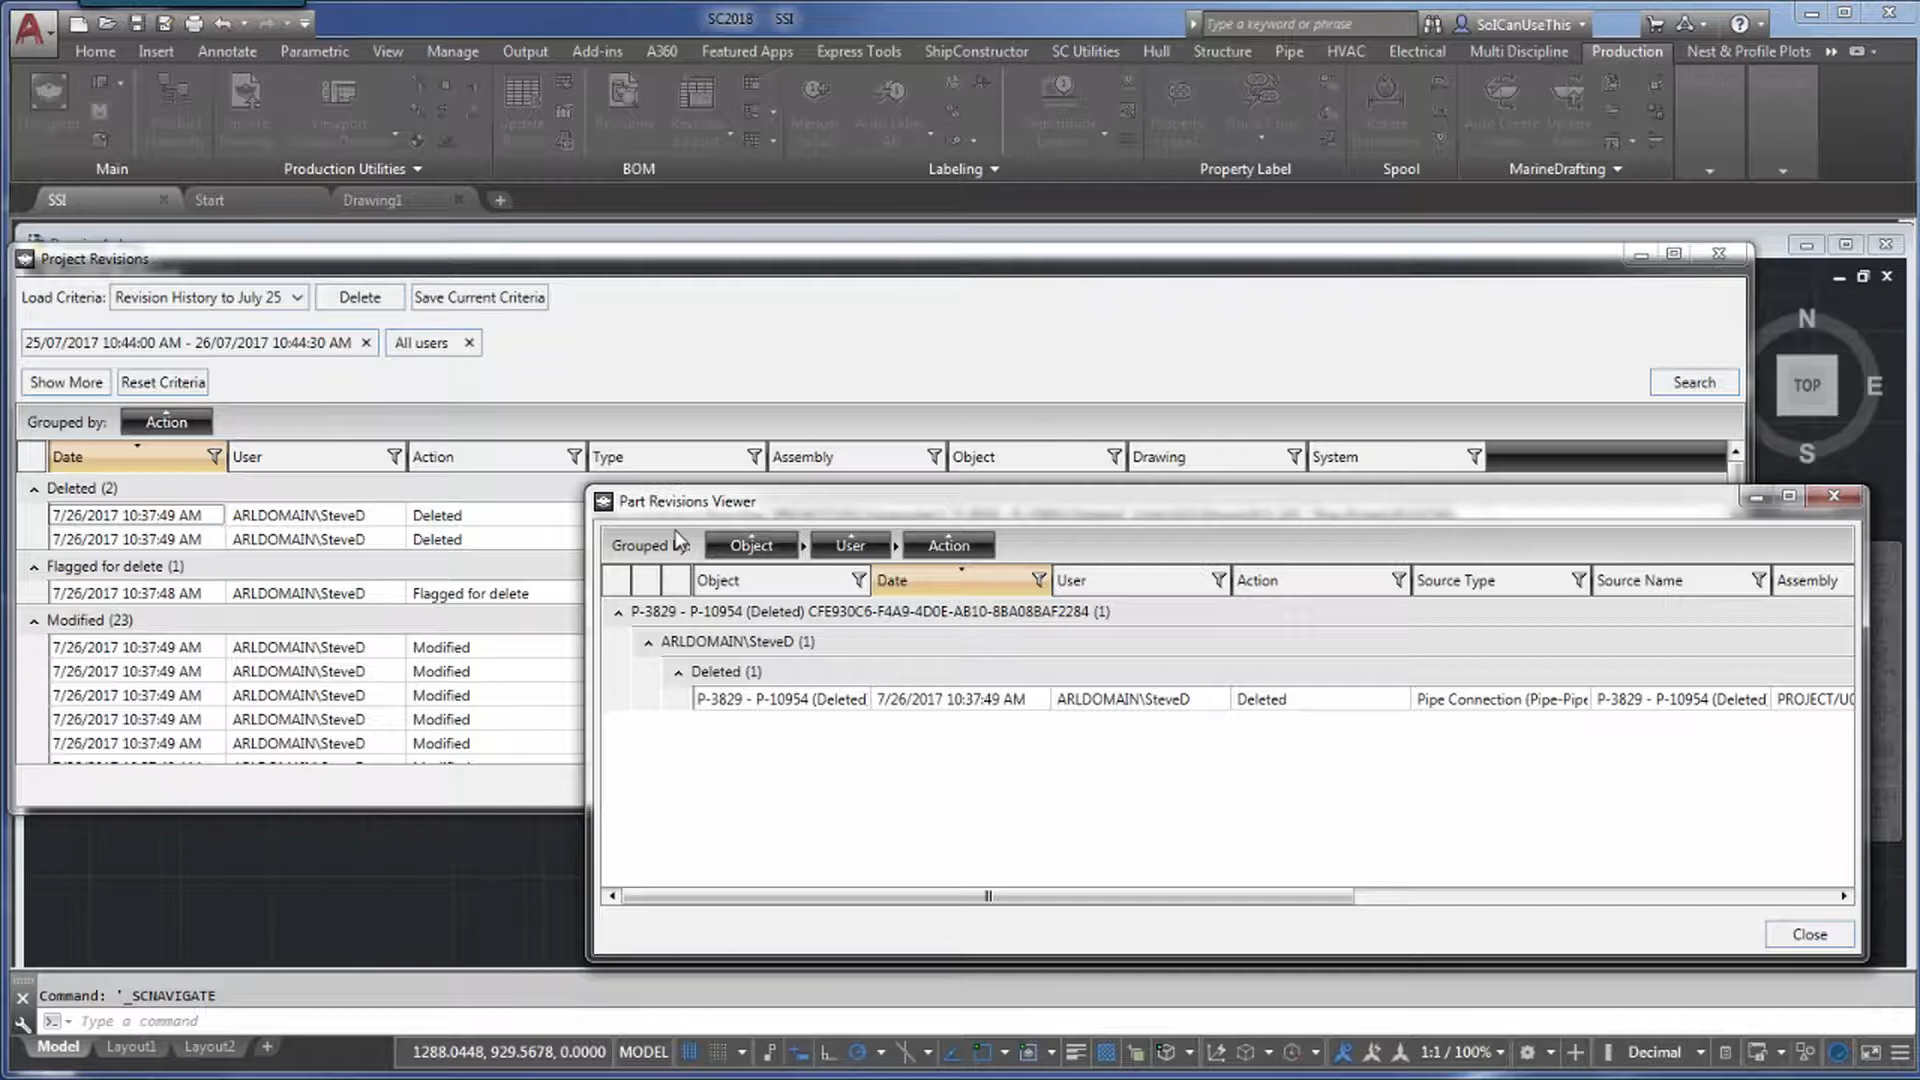 SC2018 SSI
Type a keyword or phrase
SoICanUseThis
Home Insert Annotate Parametric View Manage Output Add-ins A360 Featured Apps Express Tools ShipConstructor SC Utilities Hull Structure Pipe HVAC Electrical Multi Discipline Production Nest & Profile Plots
Main Production Utilities BOM Labeling Property Label Spool MarineDrafting
SSI Start Drawing1
Project Revisions
Load Criteria: Revision History to July 25 Delete Save Current Criteria
25/07/2017 10:44:00 AM - 26/07/2017 10:44:30 AM All users
Show More Reset Criteria Search
Grouped by: Action
Date User Action Type Assembly Object Drawing System
Deleted (2)
7/26/2017 10:37:49 AM ARLDOMAIN\SteveD Deleted
7/26/2017 10:37:49 AM ARLDOMAIN\SteveD Deleted
Flagged for delete (1)
7/26/2017 10:37:48 AM ARLDOMAIN\SteveD Flagged for delete
Modified (23)
7/26/2017 10:37:49 AM ARLDOMAIN\SteveD Modified
7/26/2017 10:37:49 AM ARLDOMAIN\SteveD Modified
7/26/2017 10:37:49 AM ARLDOMAIN\SteveD Modified
7/26/2017 10:37:49 AM ARLDOMAIN\SteveD Modified
7/26/2017 10:37:49 AM ARLDOMAIN\SteveD Modified
N
TOP E
S
Part Revisions Viewer
Grouped by: Object User Action
Object Date User Action Source Type Source Name Assembly
P-3829 - P-10954 (Deleted) CFE930C6-F4A9-4D0E-AB10-8BA08BAF2284 (1)
ARLDOMAIN\SteveD (1)
Deleted (1)
P-3829 - P-10954 (Deleted 7/26/2017 10:37:49 AM ARLDOMAIN\SteveD Deleted Pipe Connection (Pipe-Pipe P-3829 - P-10954 (Deleted PROJECT/U0
Close
Command: '_SCNAVIGATE
Type a command
Model Layout1 Layout2
1288.0448, 929.5678, 0.0000 MODEL 1:1 / 100% Decimal